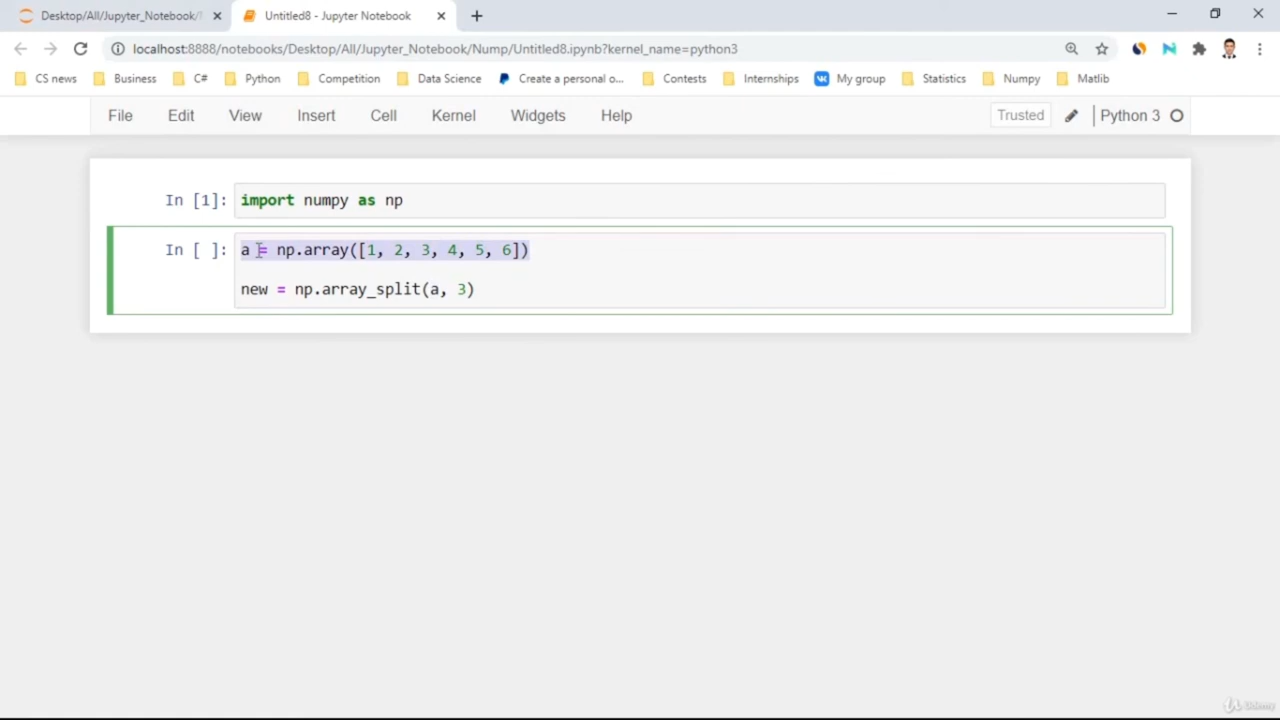 Desktop/All/Jupyter_Notebook/
Untitled8 - Jupyter Notebook
localhost:8888/notebooks/Desktop/All/Jupyter_Notebook/Nump/Untitled8.ipynb?kernel_name=python3
CS news Business C# Python Competition Data Science Create a personal o... Contests Internships My group Statistics Numpy Matlib
File Edit View Insert Cell Kernel Widgets Help Trusted Python 3
In [1]: import numpy as np
In [ ]: a = np.array([1, 2, 3, 4, 5, 6])
new = np.array_split(a, 3)
Udemy